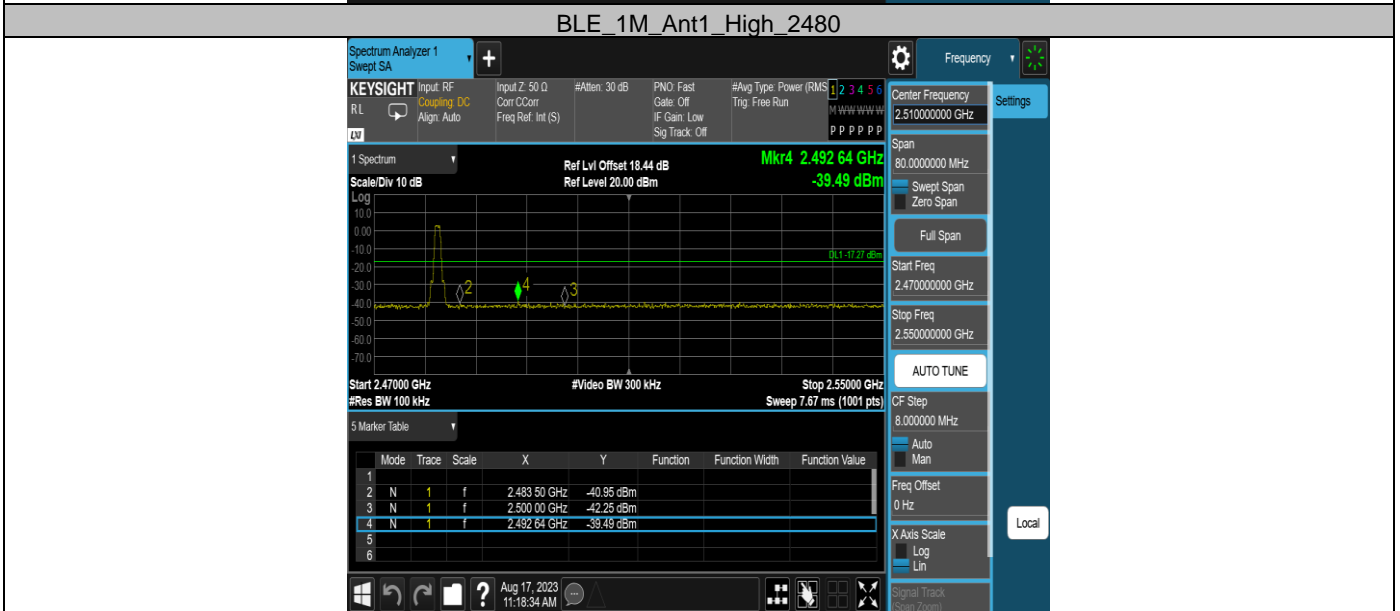 BLE_1M_Ant1_High_2480
Spectrum Analyzer 1
Swept SA
+
Frequency
KEYSIGHT
RL
LXI
Input: RF
Coupling: DC
Align: Auto
Input Z: 50 Ω
Corr CCorr
Freq Ref: Int (S)
#Atten: 30 dB
PNO: Fast
Gate: Off
IF Gain: Low
Sig Track: Off
#Avg Type: Power (RMS
Trig: Free Run
1 2 3 4 5 6
M W W W W W
P P P P P P
1 Spectrum
Scale/Div 10 dB
Ref Lvl Offset 18.44 dB
Ref Level 20.00 dBm
Mkr4 2.492 64 GHz
-39.49 dBm
Log
10.0
0.00
-10.0
-20.0
-30.0
-40.0
-50.0
-60.0
-70.0
DL1 -17.27 dBm
2
4
3
Start 2.47000 GHz
#Res BW 100 kHz
#Video BW 300 kHz
Stop 2.55000 GHz
Sweep 7.67 ms (1001 pts)
5 Marker Table
Mode Trace Scale X Y Function Function Width Function Value
1
2 N 1 f 2.483 50 GHz -40.95 dBm
3 N 1 f 2.500 00 GHz -42.25 dBm
4 N 1 f 2.492 64 GHz -39.49 dBm
5
6
?
Aug 17, 2023
11:18:34 AM
Center Frequency
2.510000000 GHz
Span
80.0000000 MHz
Swept Span
Zero Span
Full Span
Start Freq
2.470000000 GHz
Stop Freq
2.550000000 GHz
AUTO TUNE
CF Step
8.000000 MHz
Auto
Man
Freq Offset
0 Hz
X Axis Scale
Log
Lin
Signal Track
(Span Zoom)
Settings
Local